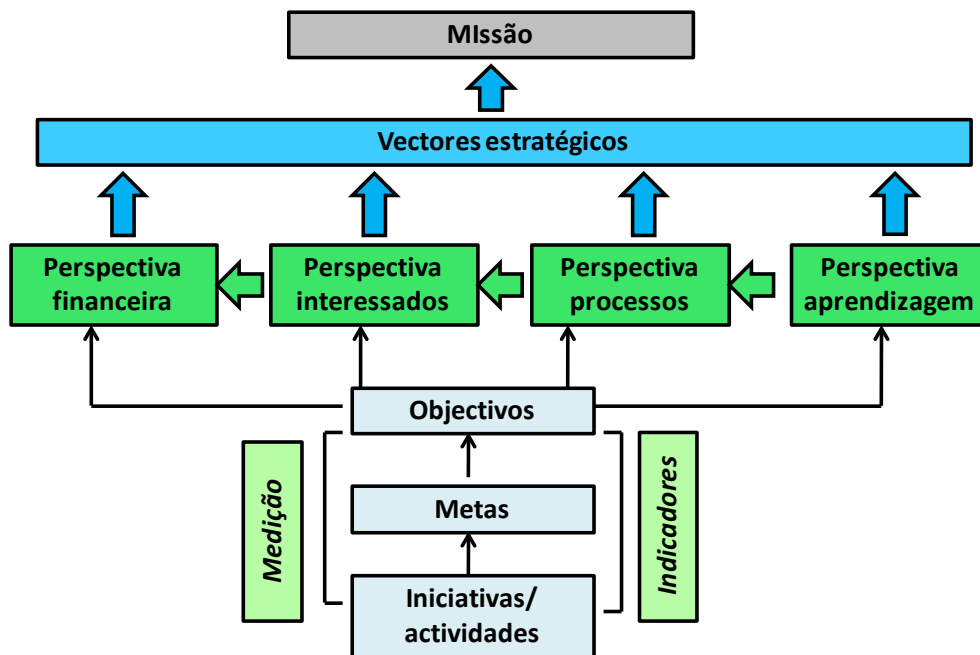 MIssão
Vectores estratégicos
Perspectiva
financeira
Perspectiva
interessados
Perspectiva
processos
Perspectiva
aprendizagem
Objectivos
Medição
Indicadores
Metas
Iniciativas/
actividades